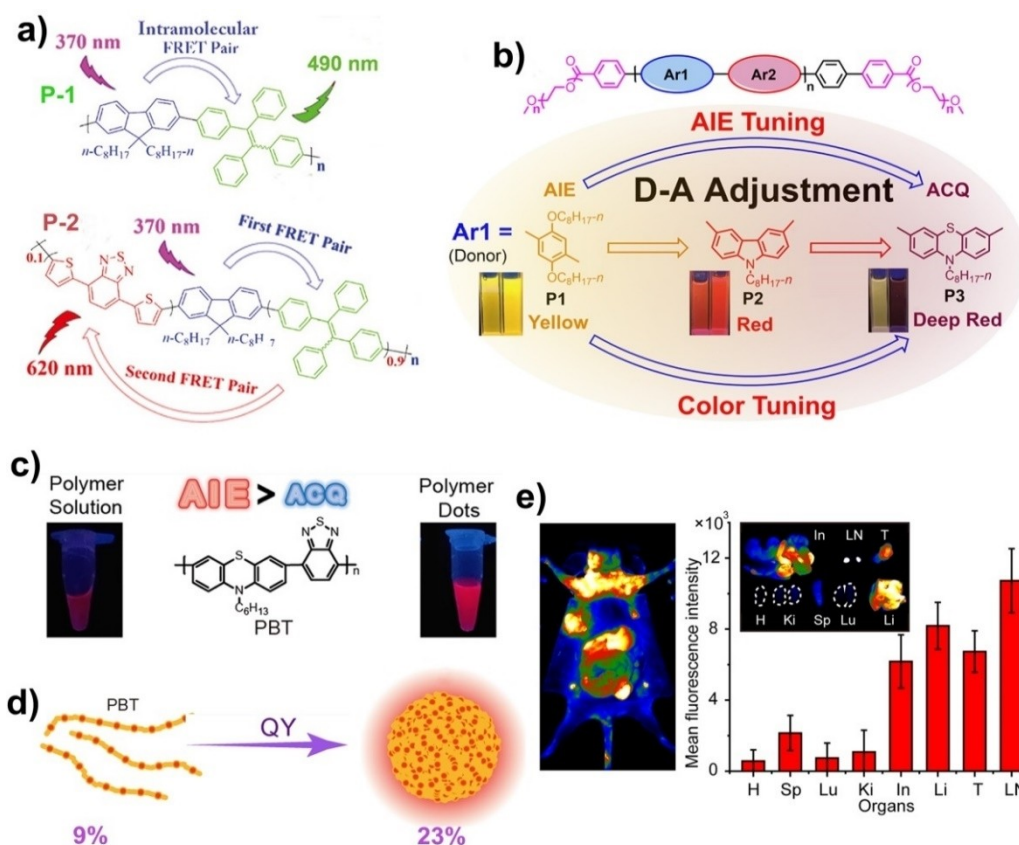 a)
Intramolecular
FRET Pair
370 nm
490 nm
P-1
n-C8H17
C8H17-n
n
P-2
370 nm
First FRET Pair
0.1
S
N
S
N
S
n-C8H17
n-C8H 7
0.9
n
620 nm
Second FRET Pair
b)
O
O
n
O
Ar1
Ar2
n
O
O
n
O
AIE Tuning
AIE
D-A Adjustment
ACQ
Ar1 =
(Donor)
OC8H17-n
OC8H17-n
P1
Yellow
N
C8H17-n
P2
Red
S
N
C8H17-n
P3
Deep Red
Color Tuning
c)
Polymer
Solution
AIE > ACQ
Polymer
Dots
S
N
N
S
N
C6H13
n
PBT
d)
PBT
QY
9%
23%
e)
×10³
12
8
4
0
Mean fluorescence intensity
In LN T
H Ki Sp Lu Li
H Sp Lu Ki In Li T LN
Organs